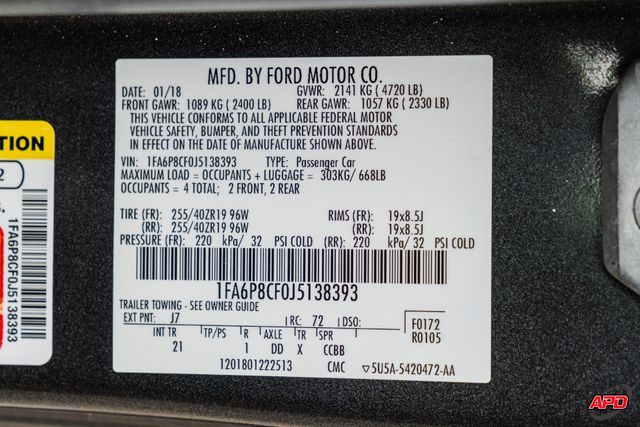 MFD. BY FORD MOTOR CO.
DATE: 01/18 GVWR: 2141 KG ( 4720 LB)
FRONT GAWR: 1089 KG ( 2400 LB) REAR GAWR: 1057 KG ( 2330 LB)
THIS VEHICLE CONFORMS TO ALL APPLICABLE FEDERAL MOTOR
VEHICLE SAFETY, BUMPER, AND THEFT PREVENTION STANDARDS
IN EFFECT ON THE DATE OF MANUFACTURE SHOWN ABOVE.
VIN: 1FA6P8CF0J5138393 TYPE: Passenger Car
MAXIMUM LOAD = OCCUPANTS + LUGGAGE = 303KG/ 668LB
OCCUPANTS = 4 TOTAL; 2 FRONT, 2 REAR
TIRE (FR): 255/40ZR19 96W RIMS (FR): 19x8.5J
(RR): 255/40ZR19 96W (RR): 19x8.5J
PRESSURE (FR): 220 kPa/ 32 PSI COLD (RR): 220 kPa/ 32 PSI COLD
1FA6P8CF0J5138393
TRAILER TOWING - SEE OWNER GUIDE
EXT PNT: J7 RC: 72 DSO: F0172
INT TR TP/PS R AXLE TR SPR R0105
21 1 DD X CCBB
1201801222513 CMC ▽5U5A-5420472-AA
TION
2
1FA6P8CF0J5138393
APD